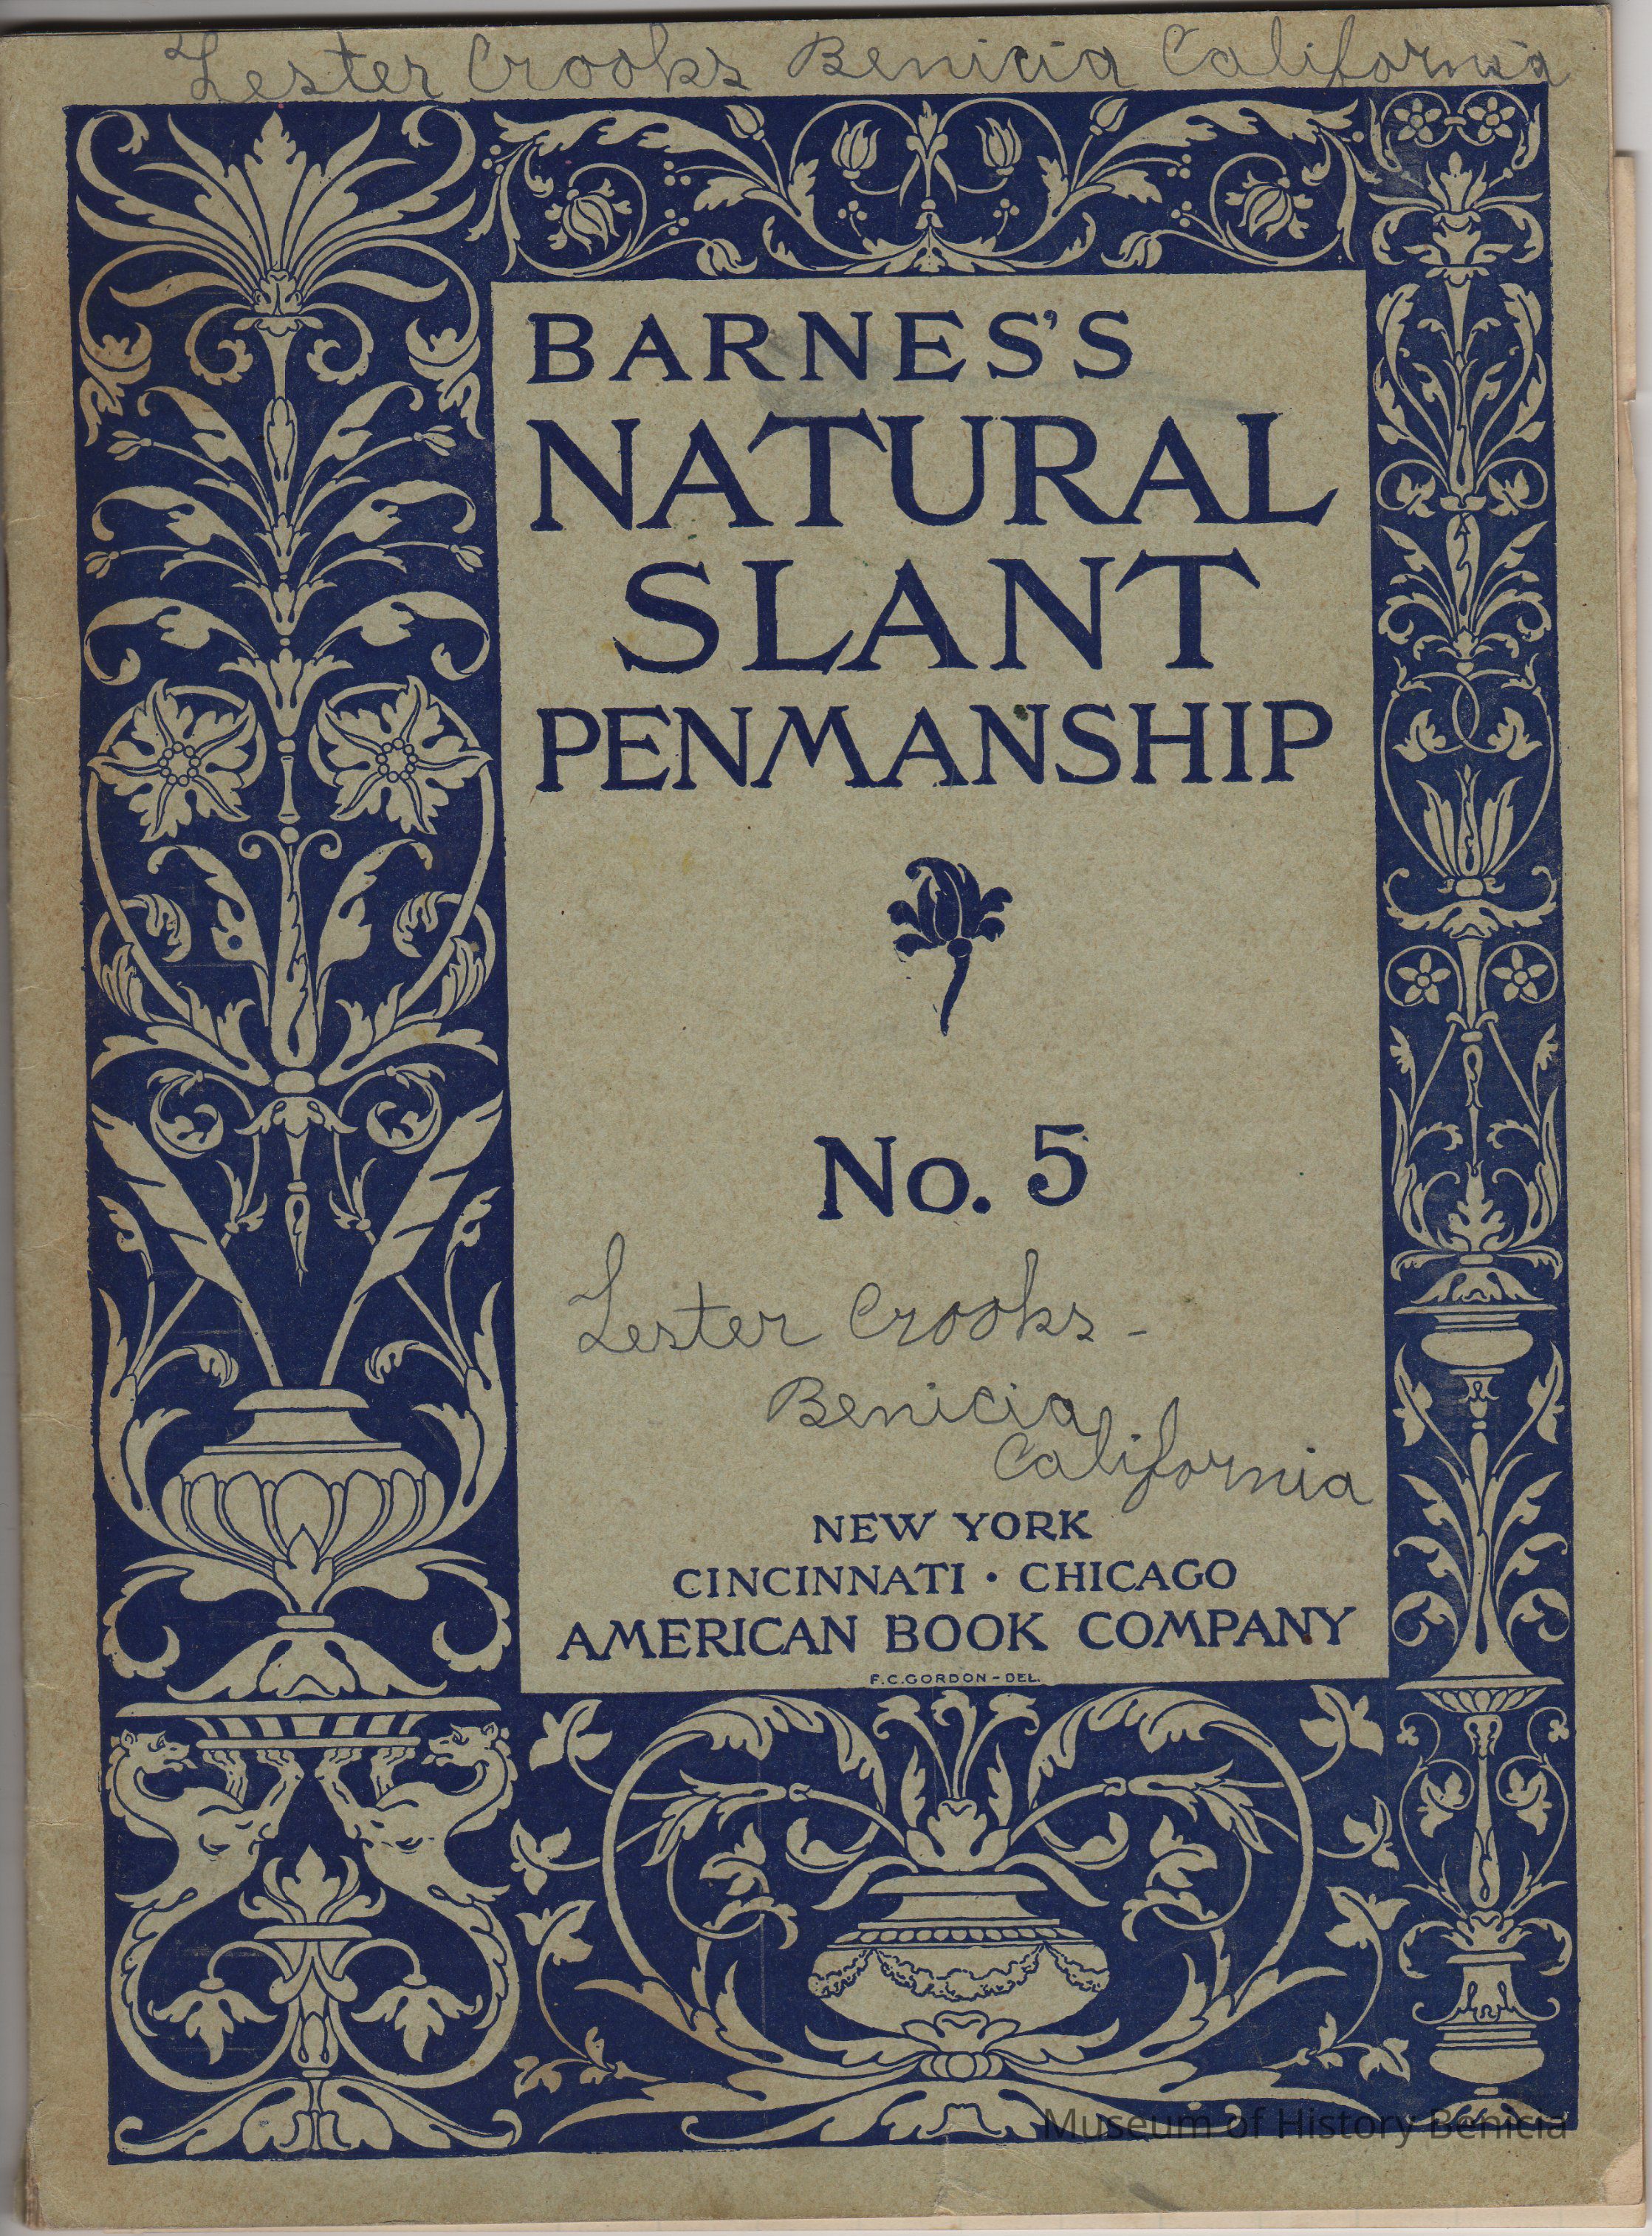 Lester Crooks Benicia California
BARNES'S
NATURAL
SLANT
PENMANSHIP
No. 5
Lester Crooks -
Benicia
California
NEW YORK
CINCINNATI • CHICAGO
AMERICAN BOOK COMPANY
F.C.GORDON-DEL.
Museum of History Benicia